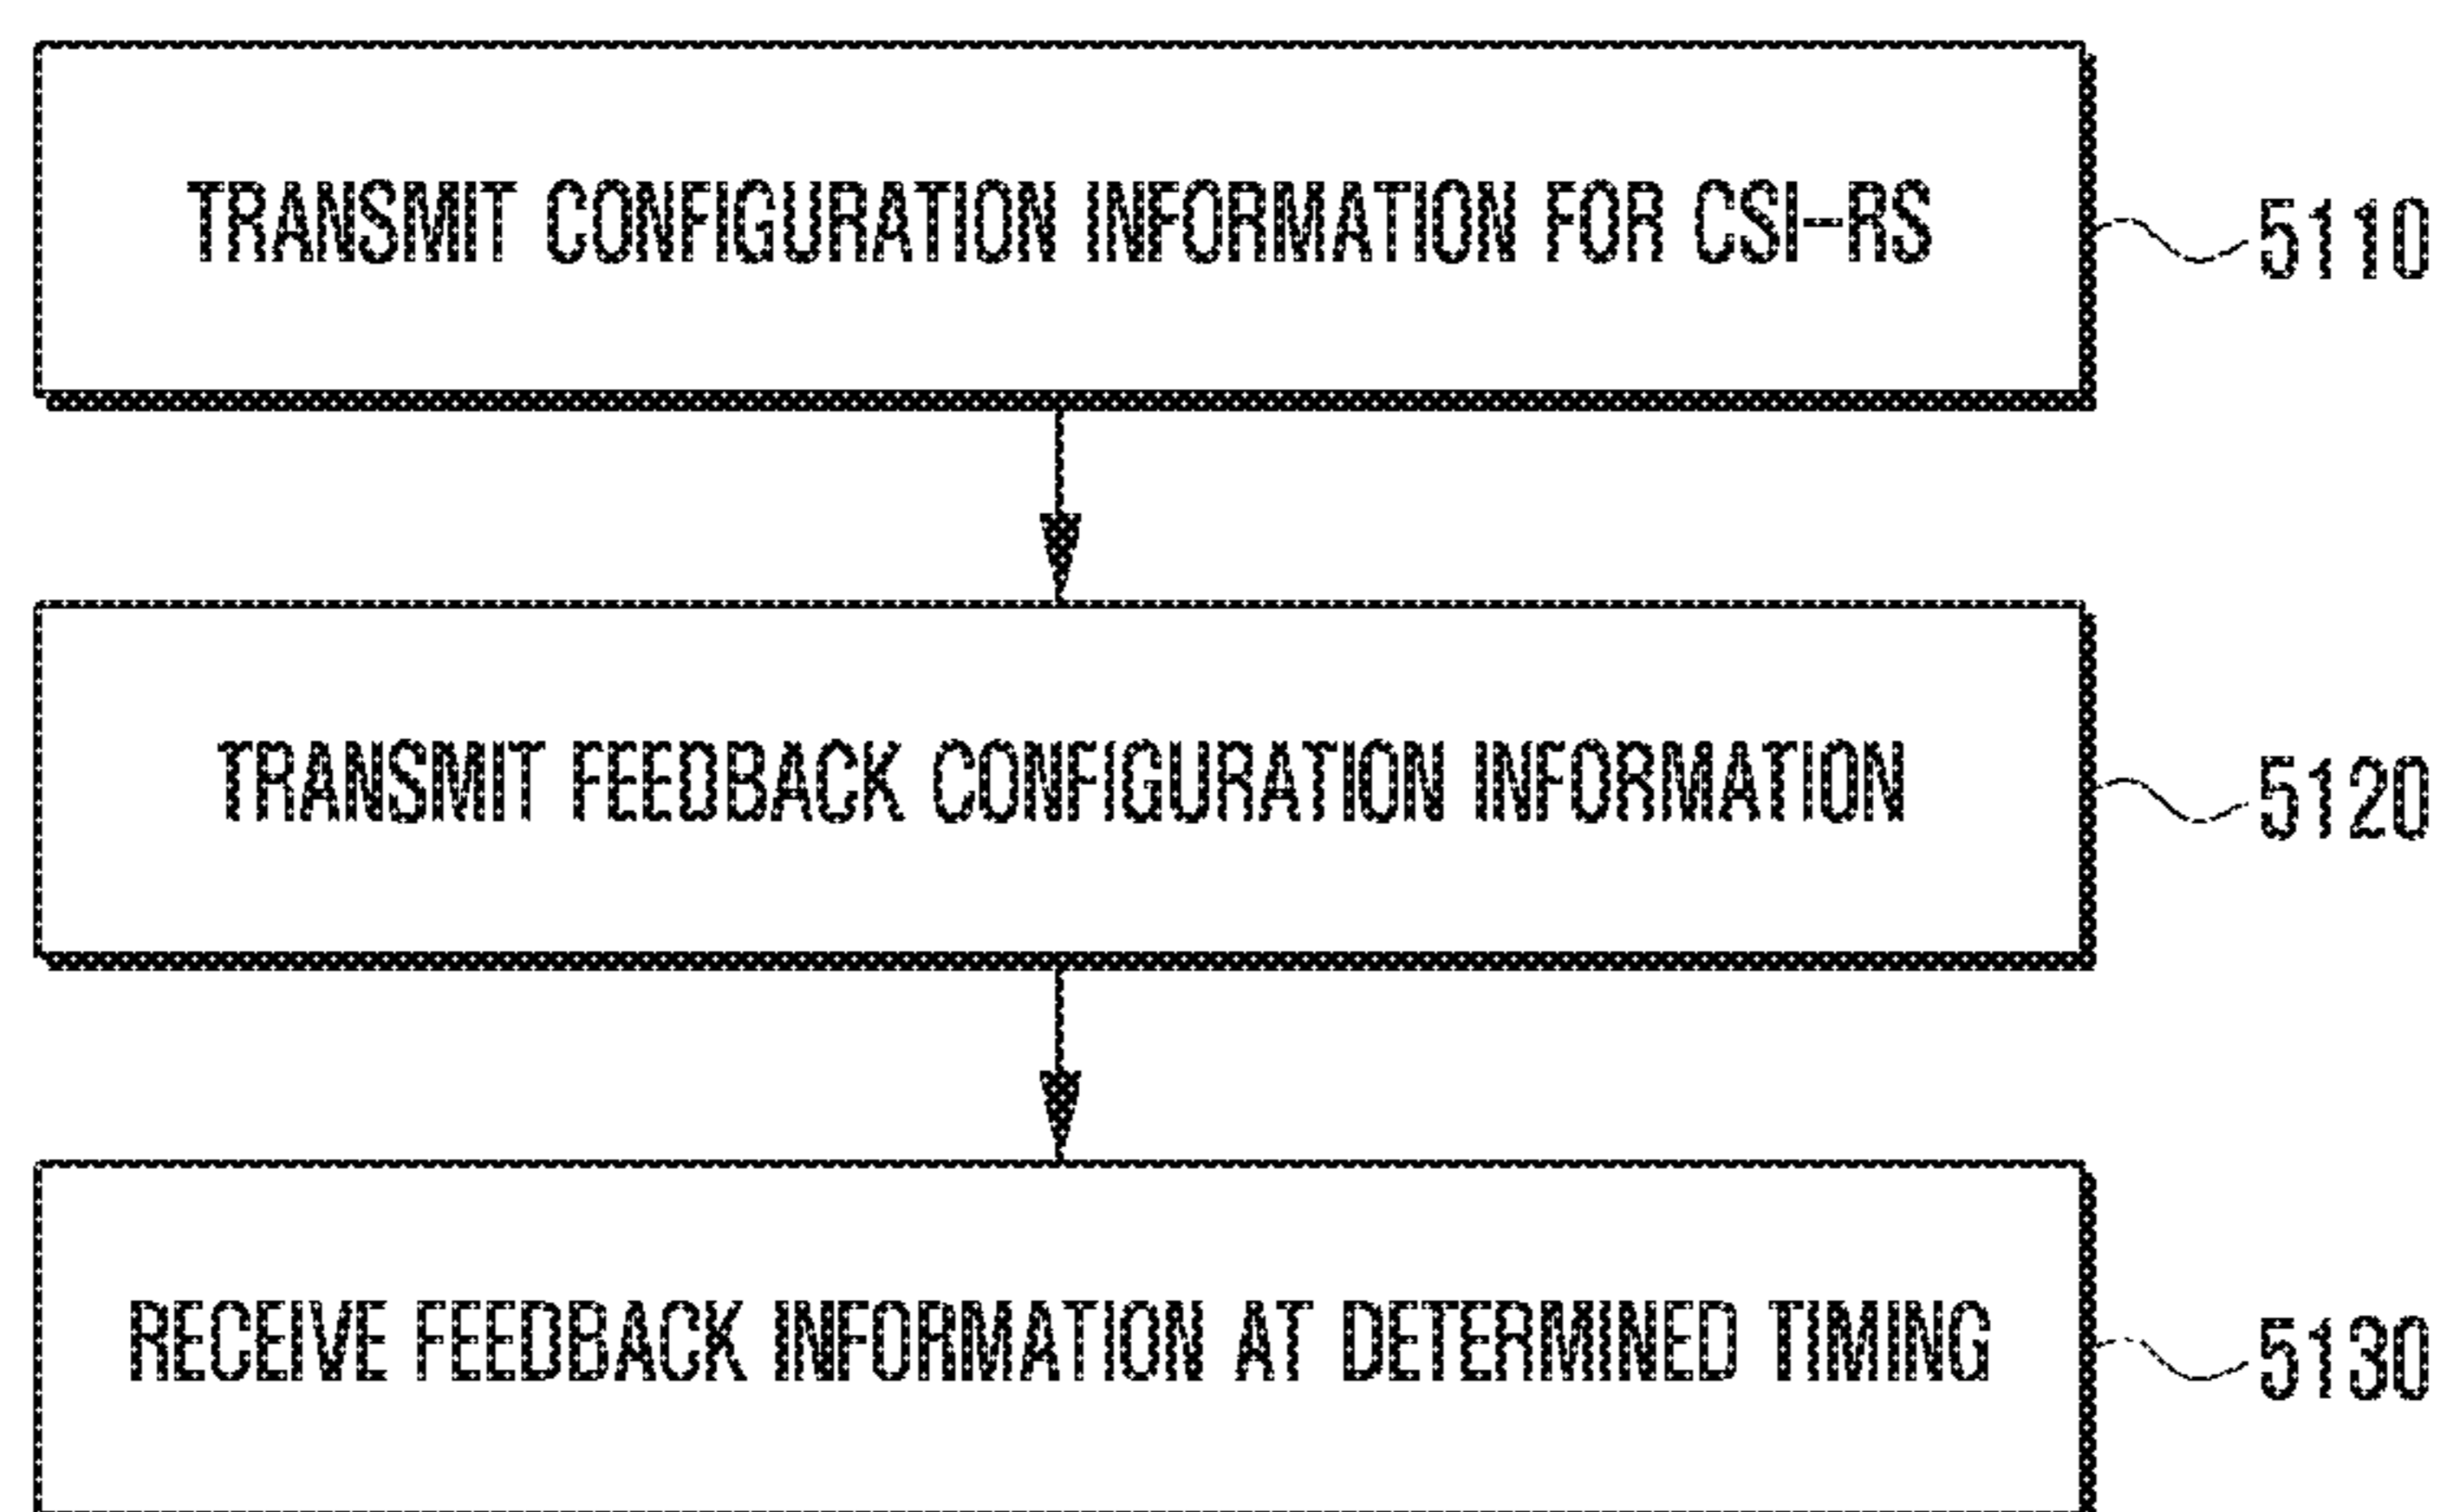 TRANSMIT CONFIGURATION INFORMATION FOR CSI-RS
5110
TRANSMIT FEEDBACK CONFIGURATION INFORMATION
5120
RECEIVE FEEDBACK INFORMATION AT DETERMINED TIMING
5130